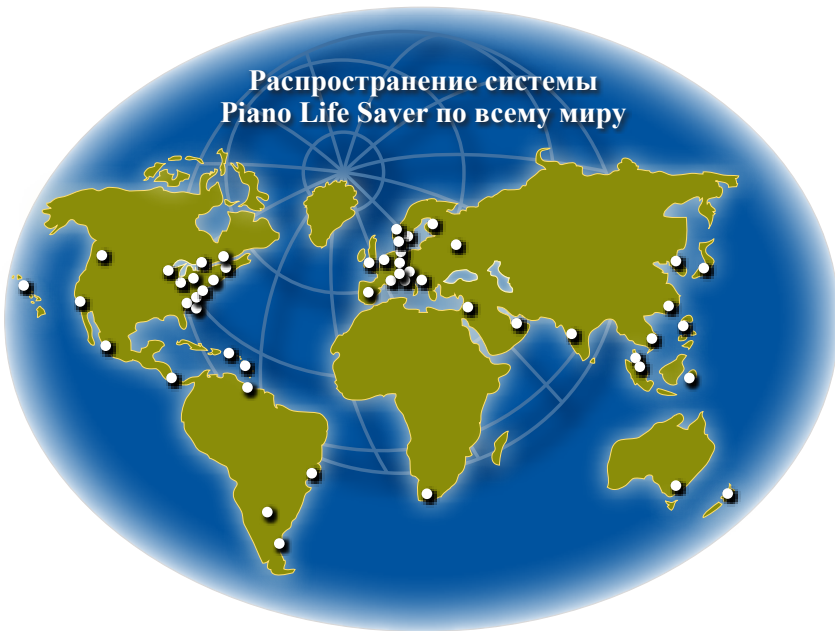 Распространение системы
Piano Life Saver по всему миру